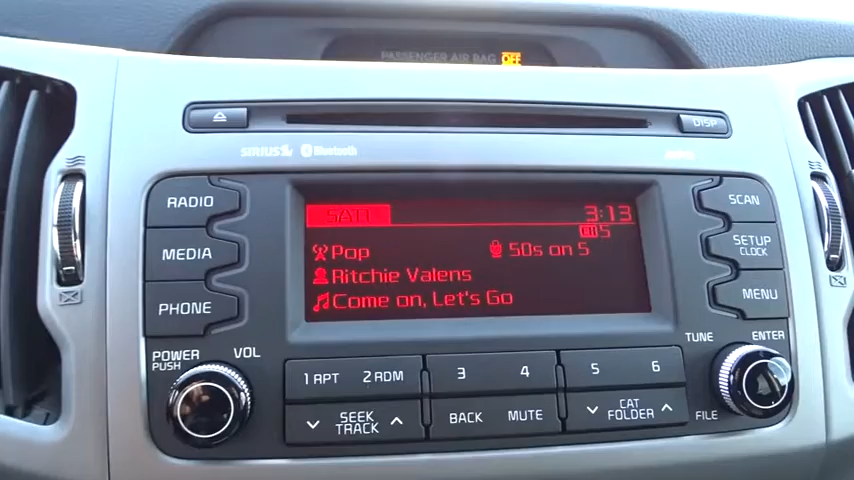 PASSENGER AIR BAG OFF
DISP
SIRIUS Bluetooth
RADIO
MEDIA
PHONE
SAT1 3:13
CH 5
Pop 50s on 5
Ritchie Valens
Come on, Let's Go
SCAN
SETUP
CLOCK
MENU
POWER
PUSH
VOL
TUNE
ENTER
FILE
1 RPT 2 RDM 3 4 5 6
SEEK
TRACK
BACK MUTE
CAT
FOLDER